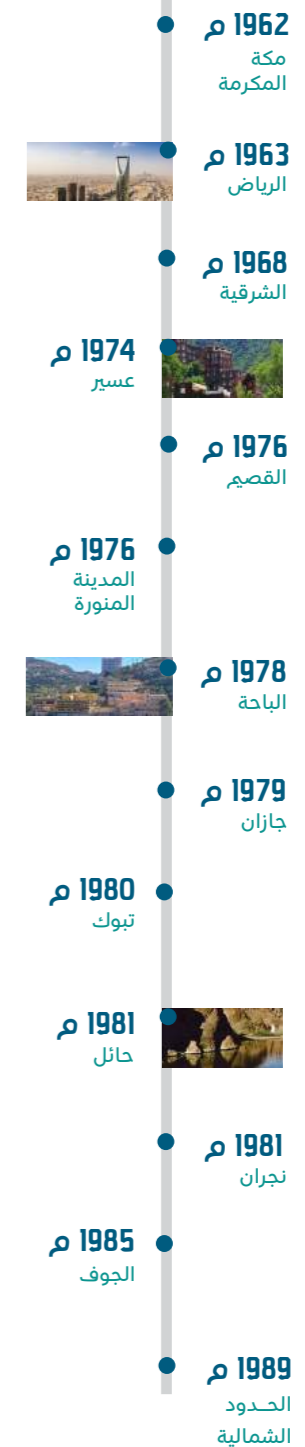 1962 م
مكة
المكرمة
1963 م
الرياض
1968 م
الشرقية
1974 م
عسير
1976 م
القصيم
1976 م
المدينة
المنورة
1978 م
الباحة
1979 م
جازان
1980 م
تبوك
1981 م
حائل
1981 م
نجران
1985 م
الجوف
1989 م
الحــدود
الشمالية